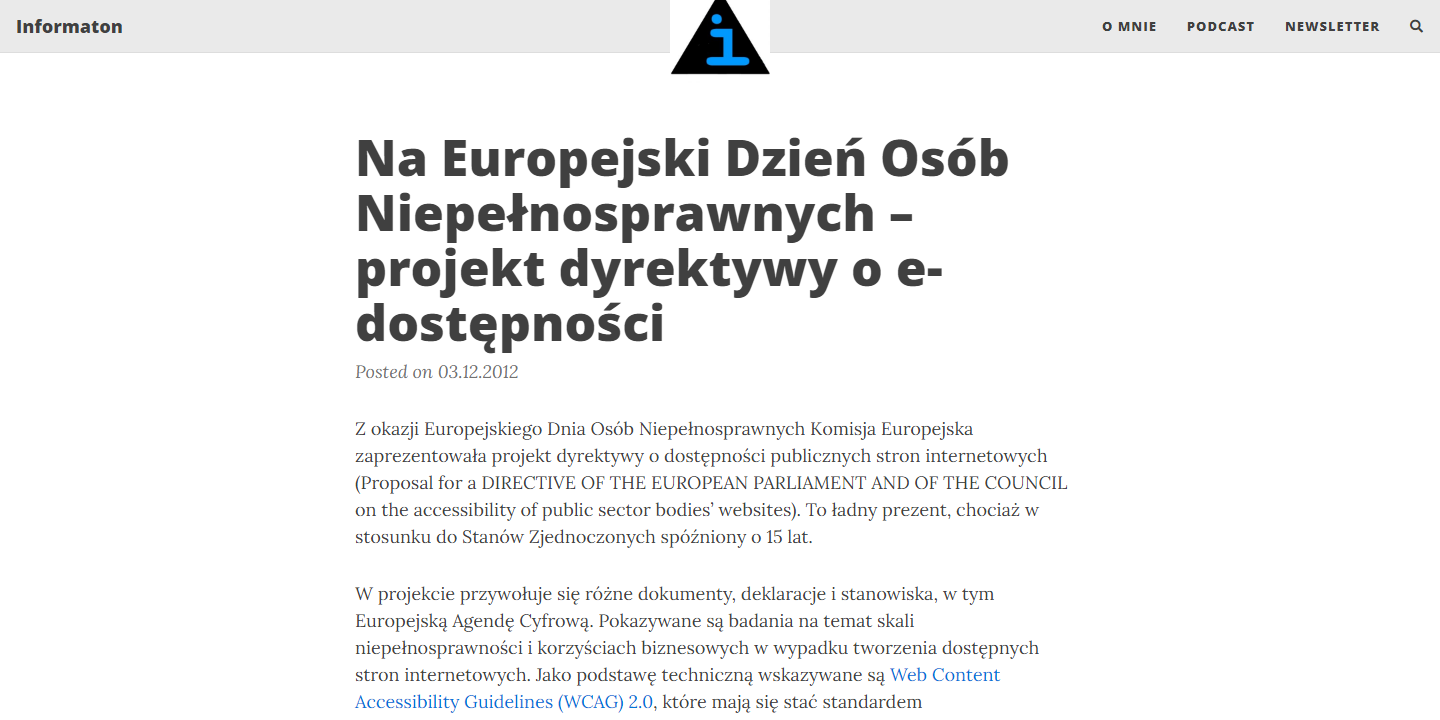 Informaton
i
O MNIE
PODCAST
NEWSLETTER
Na Europejski Dzień Osób
Niepełnosprawnych –
projekt dyrektywy o e-
dostępności
Posted on 03.12.2012
Z okazji Europejskiego Dnia Osób Niepełnosprawnych Komisja Europejska
zaprezentowała projekt dyrektywy o dostępności publicznych stron internetowych
(Proposal for a DIRECTIVE OF THE EUROPEAN PARLIAMENT AND OF THE COUNCIL
on the accessibility of public sector bodies’ websites). To ładny prezent, chociaż w
stosunku do Stanów Zjednoczonych spóźniony o 15 lat.
W projekcie przywołuje się różne dokumenty, deklaracje i stanowiska, w tym
Europejską Agendę Cyfrową. Pokazywane są badania na temat skali
niepełnosprawności i korzyściach biznesowych w wypadku tworzenia dostępnych
stron internetowych. Jako podstawę techniczną wskazywane są Web Content
Accessibility Guidelines (WCAG) 2.0, które mają się stać standardem